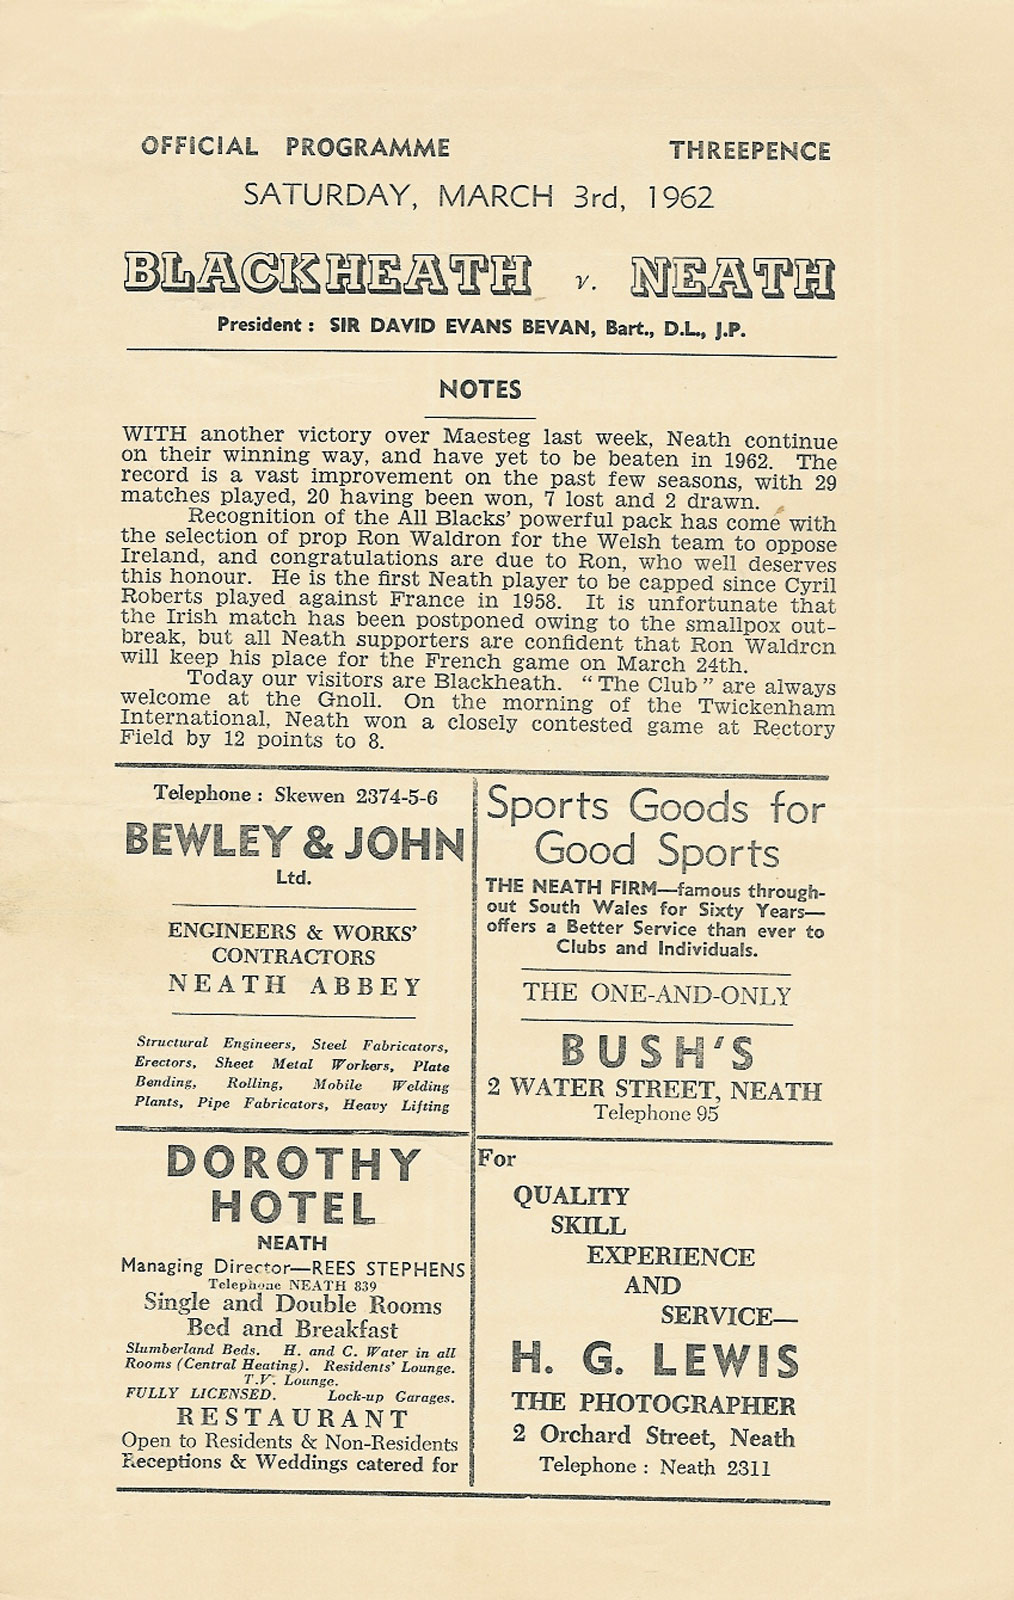 OFFICIAL PROGRAMME THREEPENCE
SATURDAY, MARCH 3rd, 1962
BLACKHEATH v. NEATH
President : SIR DAVID EVANS BEVAN, Bart., D.L., J.P.
NOTES
WITH another victory over Maesteg last week, Neath continue
on their winning way, and have yet to be beaten in 1962. The
record is a vast improvement on the past few seasons, with 29
matches played, 20 having been won, 7 lost and 2 drawn.
Recognition of the All Blacks' powerful pack has come with
the selection of prop Ron Waldron for the Welsh team to oppose
Ireland, and congratulations are due to Ron, who well deserves
this honour. He is the first Neath player to be capped since Cyril
Roberts played against France in 1958. It is unfortunate that
the Irish match has been postponed owing to the smallpox out-
break, but all Neath supporters are confident that Ron Waldrcn
will keep his place for the French game on March 24th.
Today our visitors are Blackheath. "The Club" are always
welcome at the Gnoll. On the morning of the Twickenham
International, Neath won a closely contested game at Rectory
Field by 12 points to 8.
Telephone : Skewen 2374-5-6
BEWLEY & JOHN
Ltd.
ENGINEERS & WORKS'
CONTRACTORS
NEATH ABBEY
Structural Engineers, Steel Fabricators,
Erectors, Sheet Metal Workers, Plate
Bending, Rolling, Mobile Welding
Plants, Pipe Fabricators, Heavy Lifting
Sports Goods for
Good Sports
THE NEATH FIRM—famous through-
out South Wales for Sixty Years—
offers a Better Service than ever to
Clubs and Individuals.
THE ONE-AND-ONLY
BUSH'S
2 WATER STREET, NEATH
Telephone 95
DOROTHY
HOTEL
NEATH
Managing Director—REES STEPHENS
Telephone NEATH 839
Single and Double Rooms
Bed and Breakfast
Slumberland Beds. H. and C. Water in all
Rooms (Central Heating). Residents' Lounge.
T.V. Lounge.
FULLY LICENSED. Lock-up Garages.
RESTAURANT
Open to Residents & Non-Residents
Receptions & Weddings catered for
For
QUALITY
SKILL
EXPERIENCE
AND
SERVICE—
H. G. LEWIS
THE PHOTOGRAPHER
2 Orchard Street, Neath
Telephone : Neath 2311